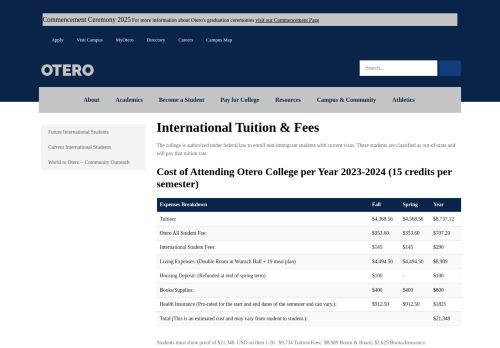 Commencement Ceremony 2025 For more information about Otero's graduation ceremonies visit our Commencement Page
Apply Visit Campus MyOtero Directory Careers Campus Map
OTERO
Search...
About Academics Become a Student Pay for College Resources Campus & Community Athletics
Future International Students
Current International Students
World to Otero – Community Outreach
International Tuition & Fees
The college is authorized under federal law to enroll non-immigrant students with current visas. These students are classified as out-of-state and
will pay that tuition rate.
Cost of Attending Otero College per Year 2023-2024 (15 credits per
semester)
Expenses Breakdown Fall Spring Year
Tuition: $4,368.56 $4,368.56 $8,737.12
Otero All Student Fee: $353.60 $353.60 $707.20
International Student Fees: $145 $145 $290
Living Expenses: (Double Room in Wunsch Hall + 19 meal plan) $4,494.50 $4,494.50 $8,989
Housing Deposit: (Refunded at end of spring term) $100 - $100
Books/Supplies: $400 $400 $800
Health Insurance (Pro-rated for the start and end dates of the semester and can vary.): $912.50 $912.50 $1825
Total (This is an estimated cost and may vary from student to student.): $21,348
Students must show proof of $21,348 USD on their I-20: $9,734 Tuition/Fees; $8,989 Room & Board; $2,625 Books/Insurance